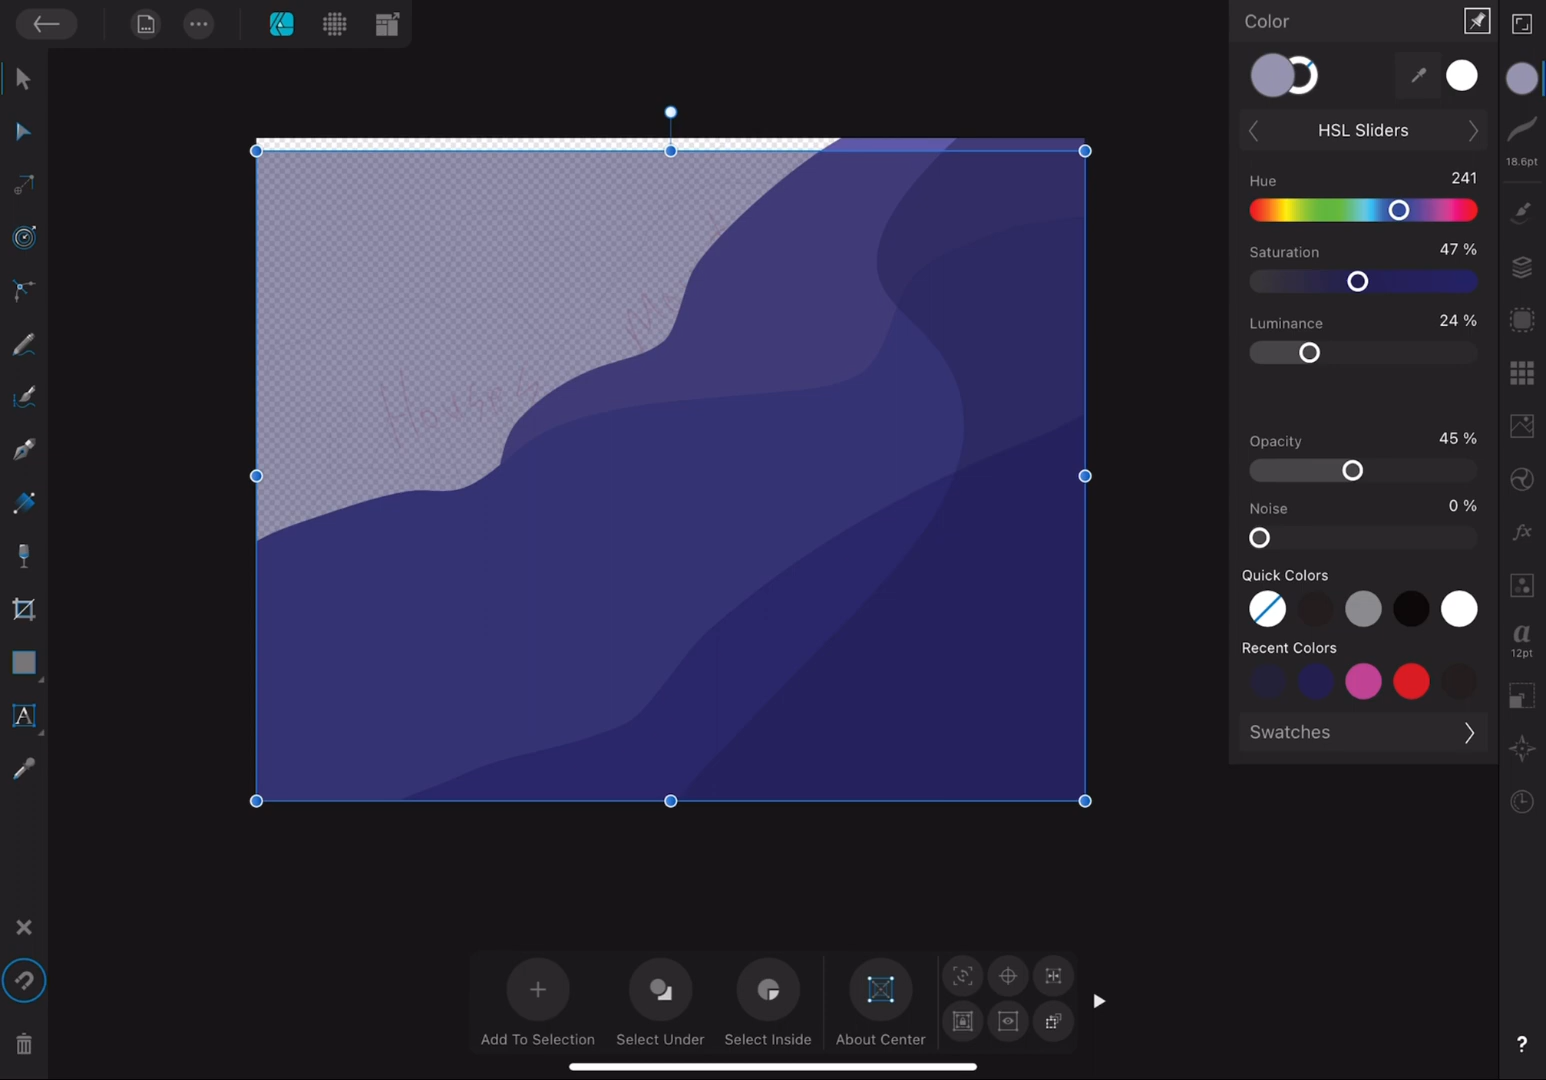 Color
HSL Sliders
18.6pt
Hue 241
Saturation 47 %
Luminance 24 %
Opacity 45 %
Noise 0 %
Quick Colors
Recent Colors
a
12pt
Swatches
A
fx
Add To Selection
Select Under
Select Inside
About Center
?